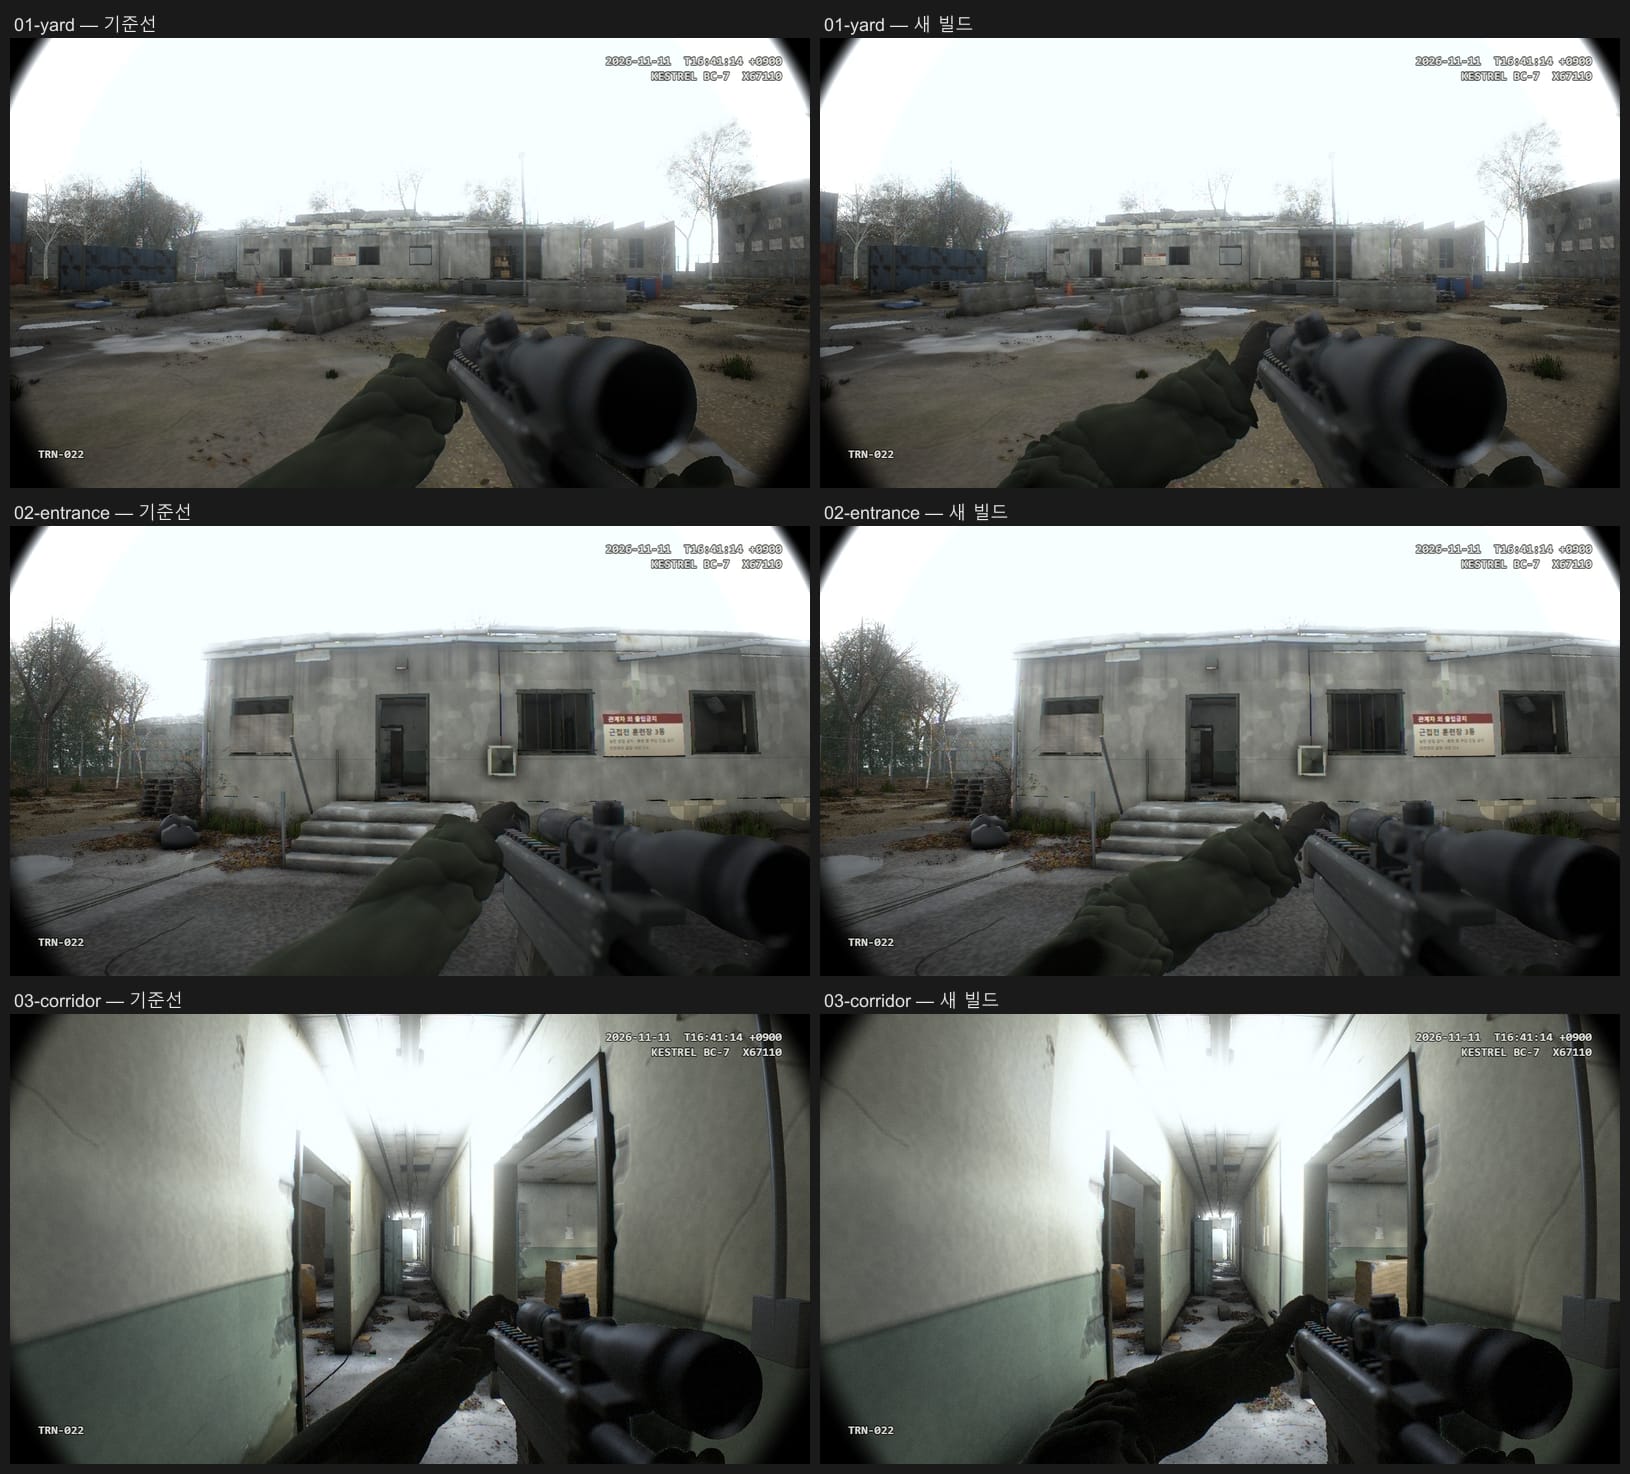 01-yard — 기준선
01-yard — 새 빌드
2026-11-11 T16:41:14 +0900
KESTREL BC-7 X67110
2026-11-11 T16:41:14 +0900
KESTREL BC-7 X67110
TRN-022
TRN-022
02-entrance — 기준선
02-entrance — 새 빌드
2026-11-11 T16:41:14 +0900
KESTREL BC-7 X67110
2026-11-11 T16:41:14 +0900
KESTREL BC-7 X67110
관계자 외 출입금지
근접전 훈련장 3동
관계자 외 출입금지
근접전 훈련장 3동
TRN-022
TRN-022
03-corridor — 기준선
03-corridor — 새 빌드
2026-11-11 T16:41:14 +0900
KESTREL BC-7 X67110
2026-11-11 T16:41:14 +0900
KESTREL BC-7 X67110
TRN-022
TRN-022